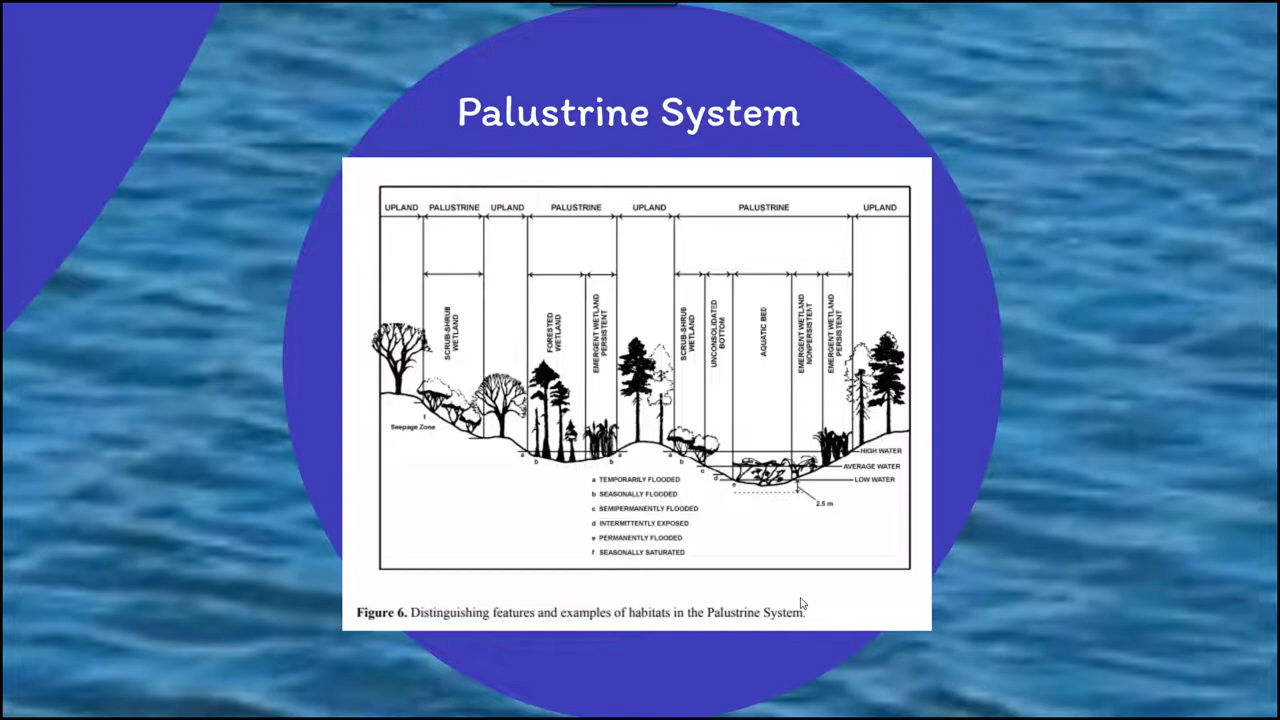 Palustrine System
UPLAND PALUSTRINE UPLAND PALUSTRINE UPLAND PALUSTRINE UPLAND
SCRUB-SHRUB
WETLAND
FORESTED
WETLAND
EMERGENT WETLAND
PERSISTENT
SCRUB-SHRUB
WETLAND
UNCONSOLIDATED
BOTTOM
AQUATIC BED
EMERGENT WETLAND
NONPERSISTENT
EMERGENT WETLAND
PERSISTENT
f
Seepage Zone
a
b
b
a
a
b
c
d
e
HIGH WATER
AVERAGE WATER
LOW WATER
2.5 m
a TEMPORARILY FLOODED
b SEASONALLY FLOODED
c SEMIPERMANENTLY FLOODED
d INTERMITTENTLY EXPOSED
e PERMANENTLY FLOODED
f SEASONALLY SATURATED
Figure 6. Distinguishing features and examples of habitats in the Palustrine System.